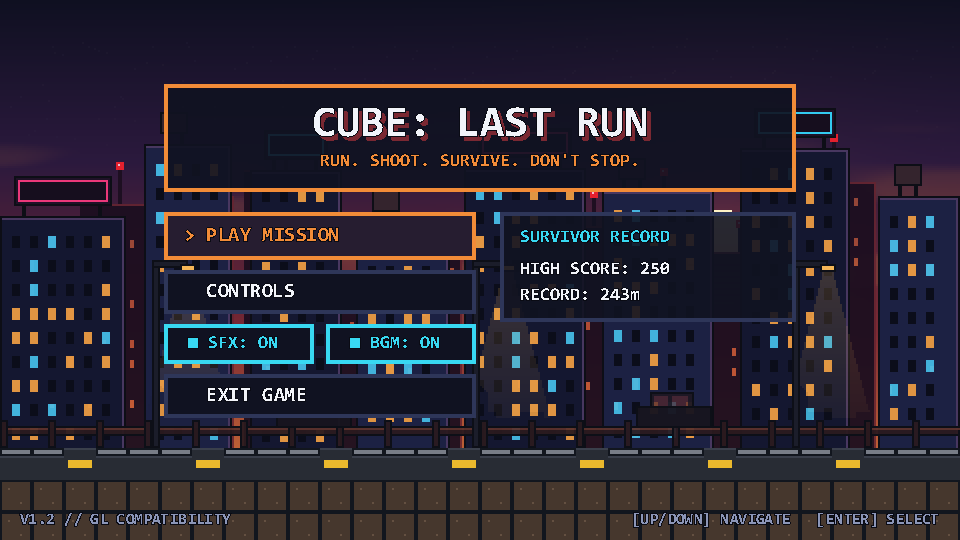 CUBE: LAST RUN
RUN. SHOOT. SURVIVE. DON'T STOP.
> PLAY MISSION
CONTROLS
SFX: ON
BGM: ON
EXIT GAME
SURVIVOR RECORD
HIGH SCORE: 250
RECORD: 243m
V1.2 // GL COMPATIBILITY
[UP/DOWN] NAVIGATE [ENTER] SELECT